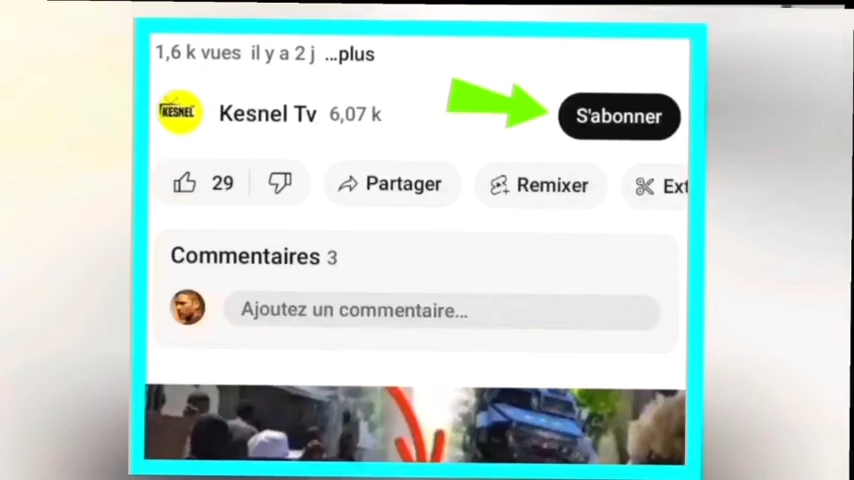 1,6 k vues il y a 2 j ...plus
KESNEL
Kesnel Tv 6,07 k
S'abonner
29
Partager
Remixer
Ext
Commentaires 3
Ajoutez un commentaire...